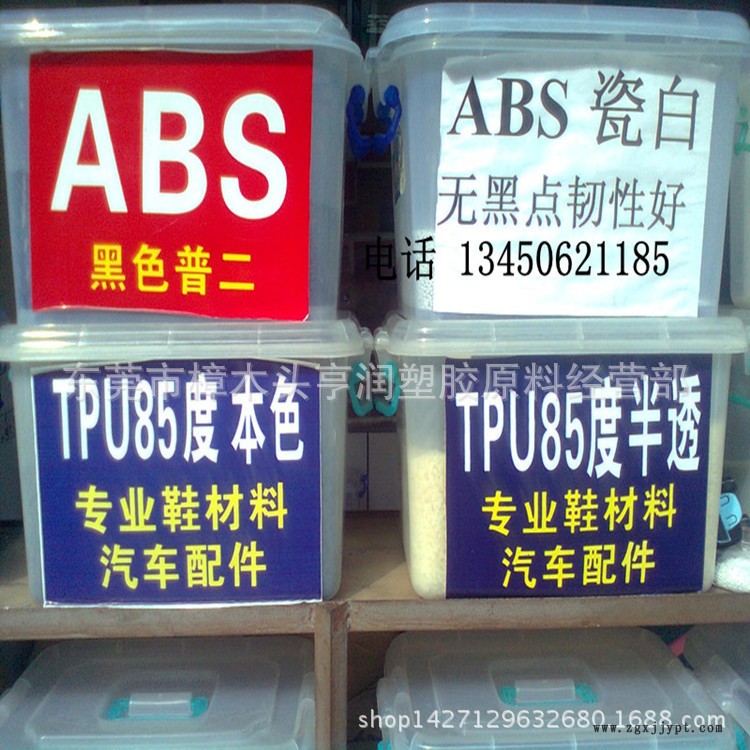 ABS
黑色普二
ABS 瓷白
无黑点韧性好
电话 13450621185
东莞市樟木头亨润塑胶原料经营部
TPU85度 本色
专业鞋材料
汽车配件
TPU85度半透
专业鞋材料
汽车配件
shop1427129632680.1688.com
www.zgxjjypt.com